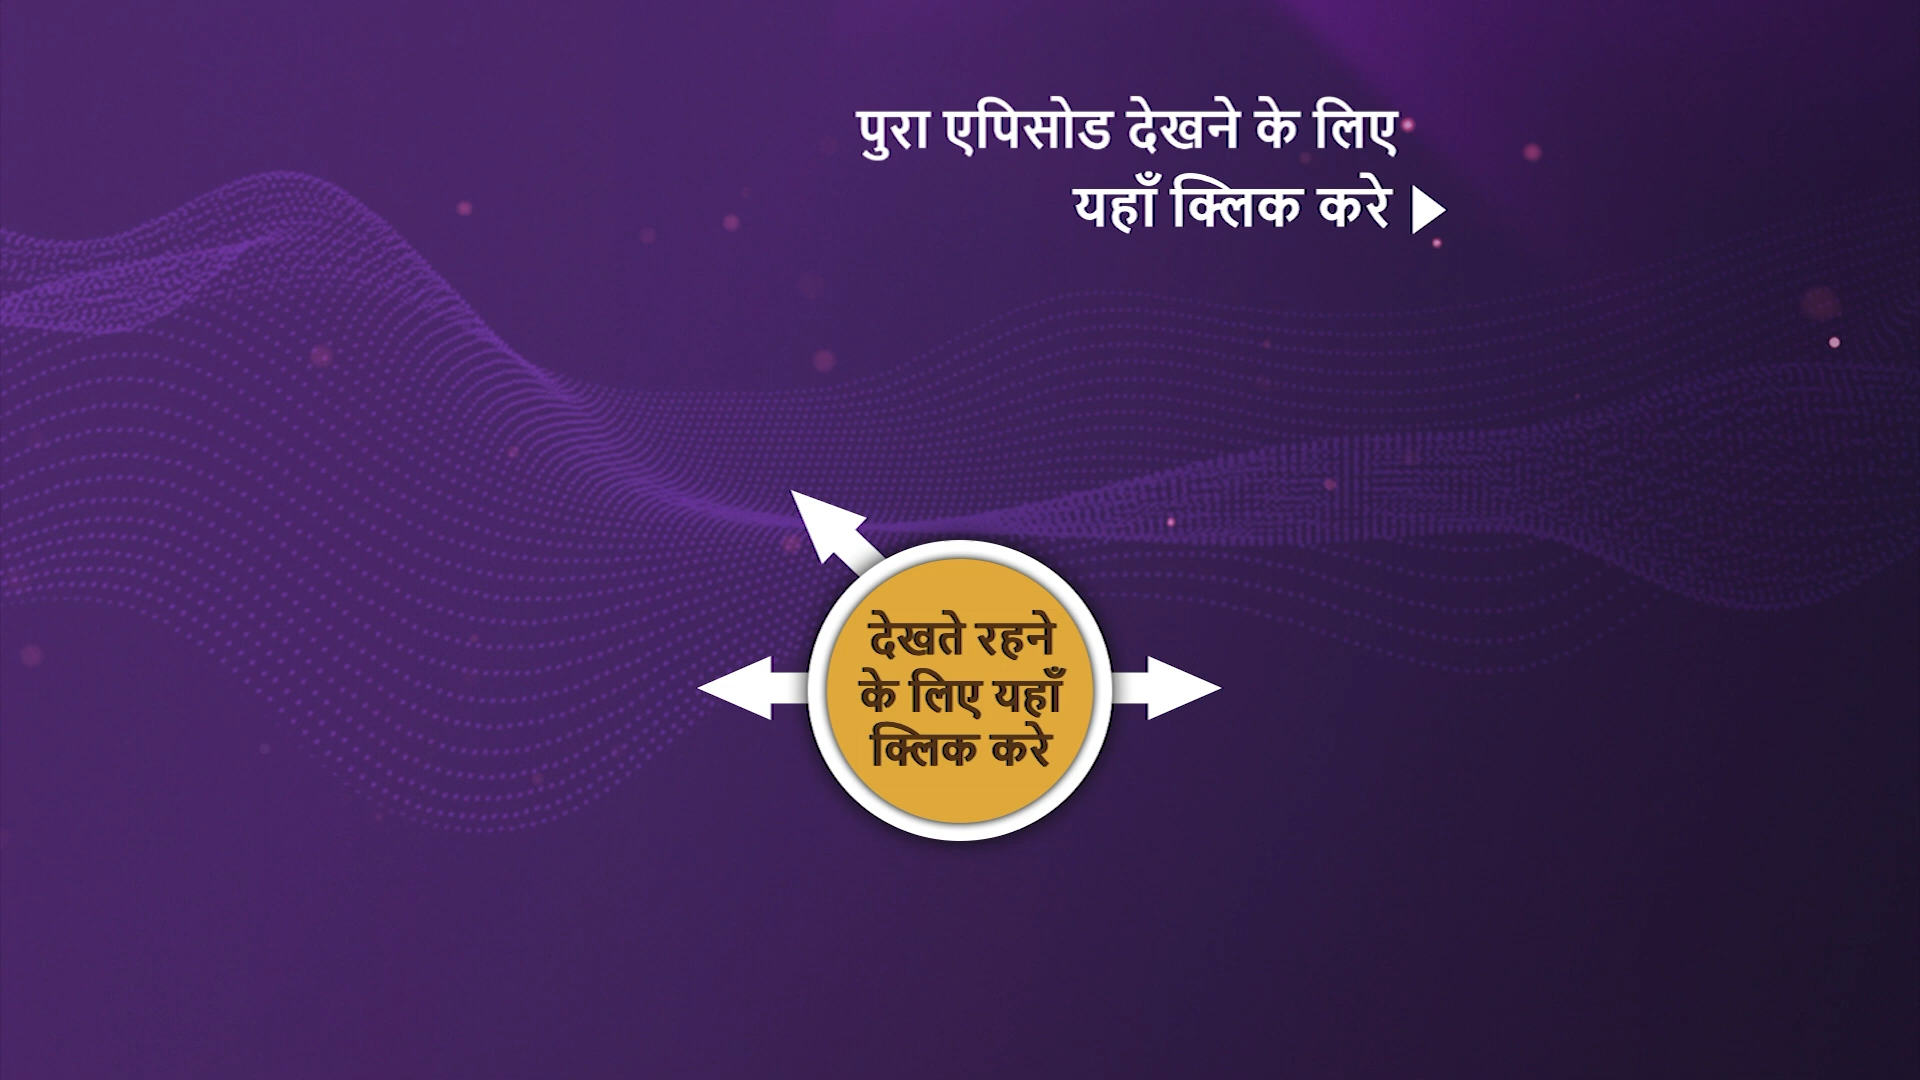 पुरा एपिसोड देखने के लिए
यहाँ क्लिक करे
देखते रहने
के लिए यहाँ
क्लिक करे